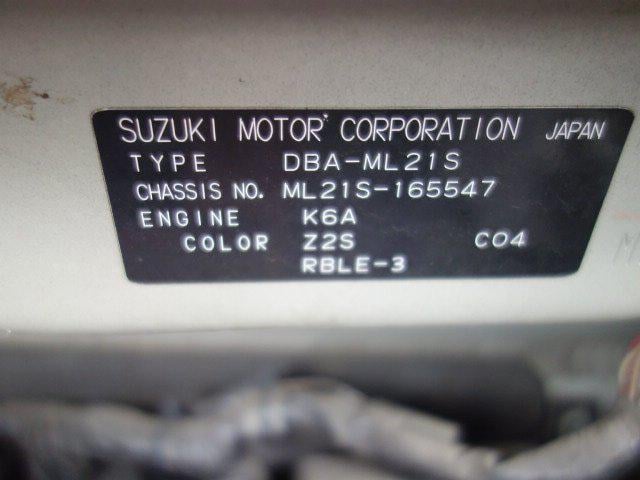 SUZUKI MOTOR CORPORATION JAPAN
TYPE DBA-ML21S
CHASSIS NO. ML21S-165547
ENGINE K6A
COLOR Z2S C04
RBLE-3